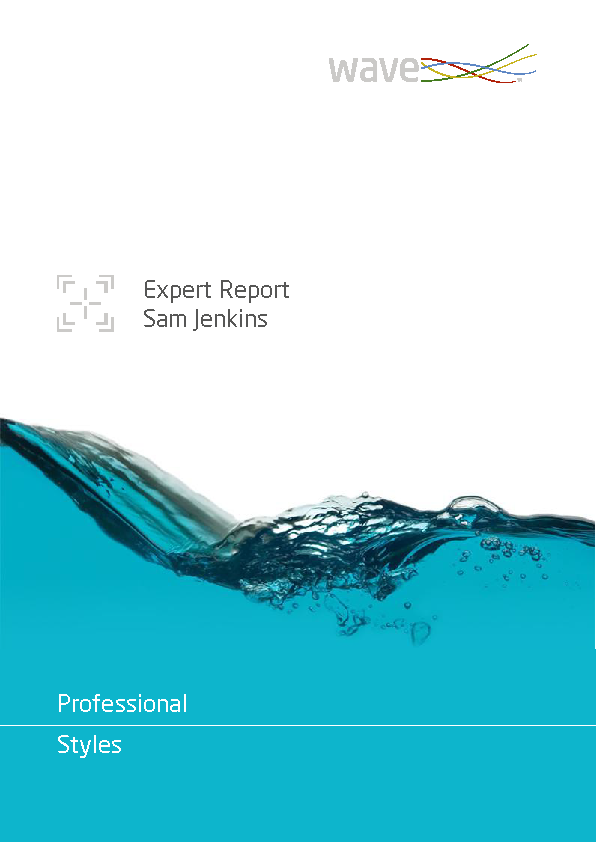 wave
Expert Report
Sam Jenkins
Professional
Styles